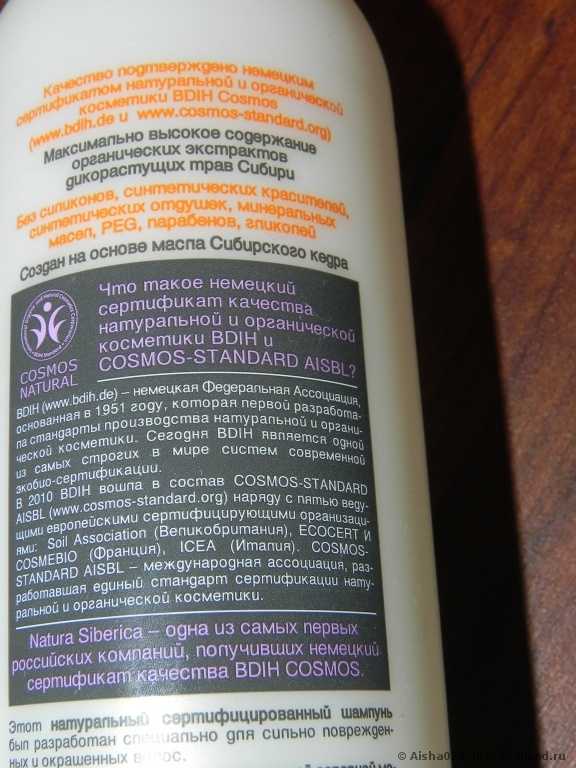 Качество подтверждено немецким
сертификатом натуральной и органической
косметики BDIH Cosmos
(www.bdih.de и www.cosmos-standard.org)
Максимально высокое содержание
органических экстрактов
дикорастущих трав Сибири
Без силиконов, синтетических красителей,
синтетических отдушек, минеральных
масел, PEG, парабенов, гликолей
Создан на основе масла Сибирского кедра
COSMOS
NATURAL
Что такое немецкий
сертификат качества
натуральной и органической
косметики BDIH и
COSMOS-STANDARD AISBL?
BDIH (www.bdih.de) – немецкая Федеральная Ассоциация,
основанная в 1951 году, которая первой разработа-
ла стандарты производства натуральной и органи-
ческой косметики. Сегодня BDIH является одной
из самых строгих в мире систем современной
экобио-сертификации.
В 2010 BDIH вошла в состав COSMOS-STANDARD
AISBL (www.cosmos-standard.org) наряду с пятью веду-
щими европейскими сертифицирующими организаци-
ями: Soil Association (Великобритания), ECOCERT И
COSMEBIO (Франция), ICEA (Италия). COSMOS-
STANDARD AISBL – международная ассоциация, раз-
работавшая единый стандарт сертификации нату-
ральной и органической косметики.
Natura Siberica – одна из самых первых
российских компаний, получивших немецкий
сертификат качества BDIH COSMOS.
Этот натуральный сертифицированный шампунь
был разработан специально для сильно поврежден-
ных и окрашенных волос.